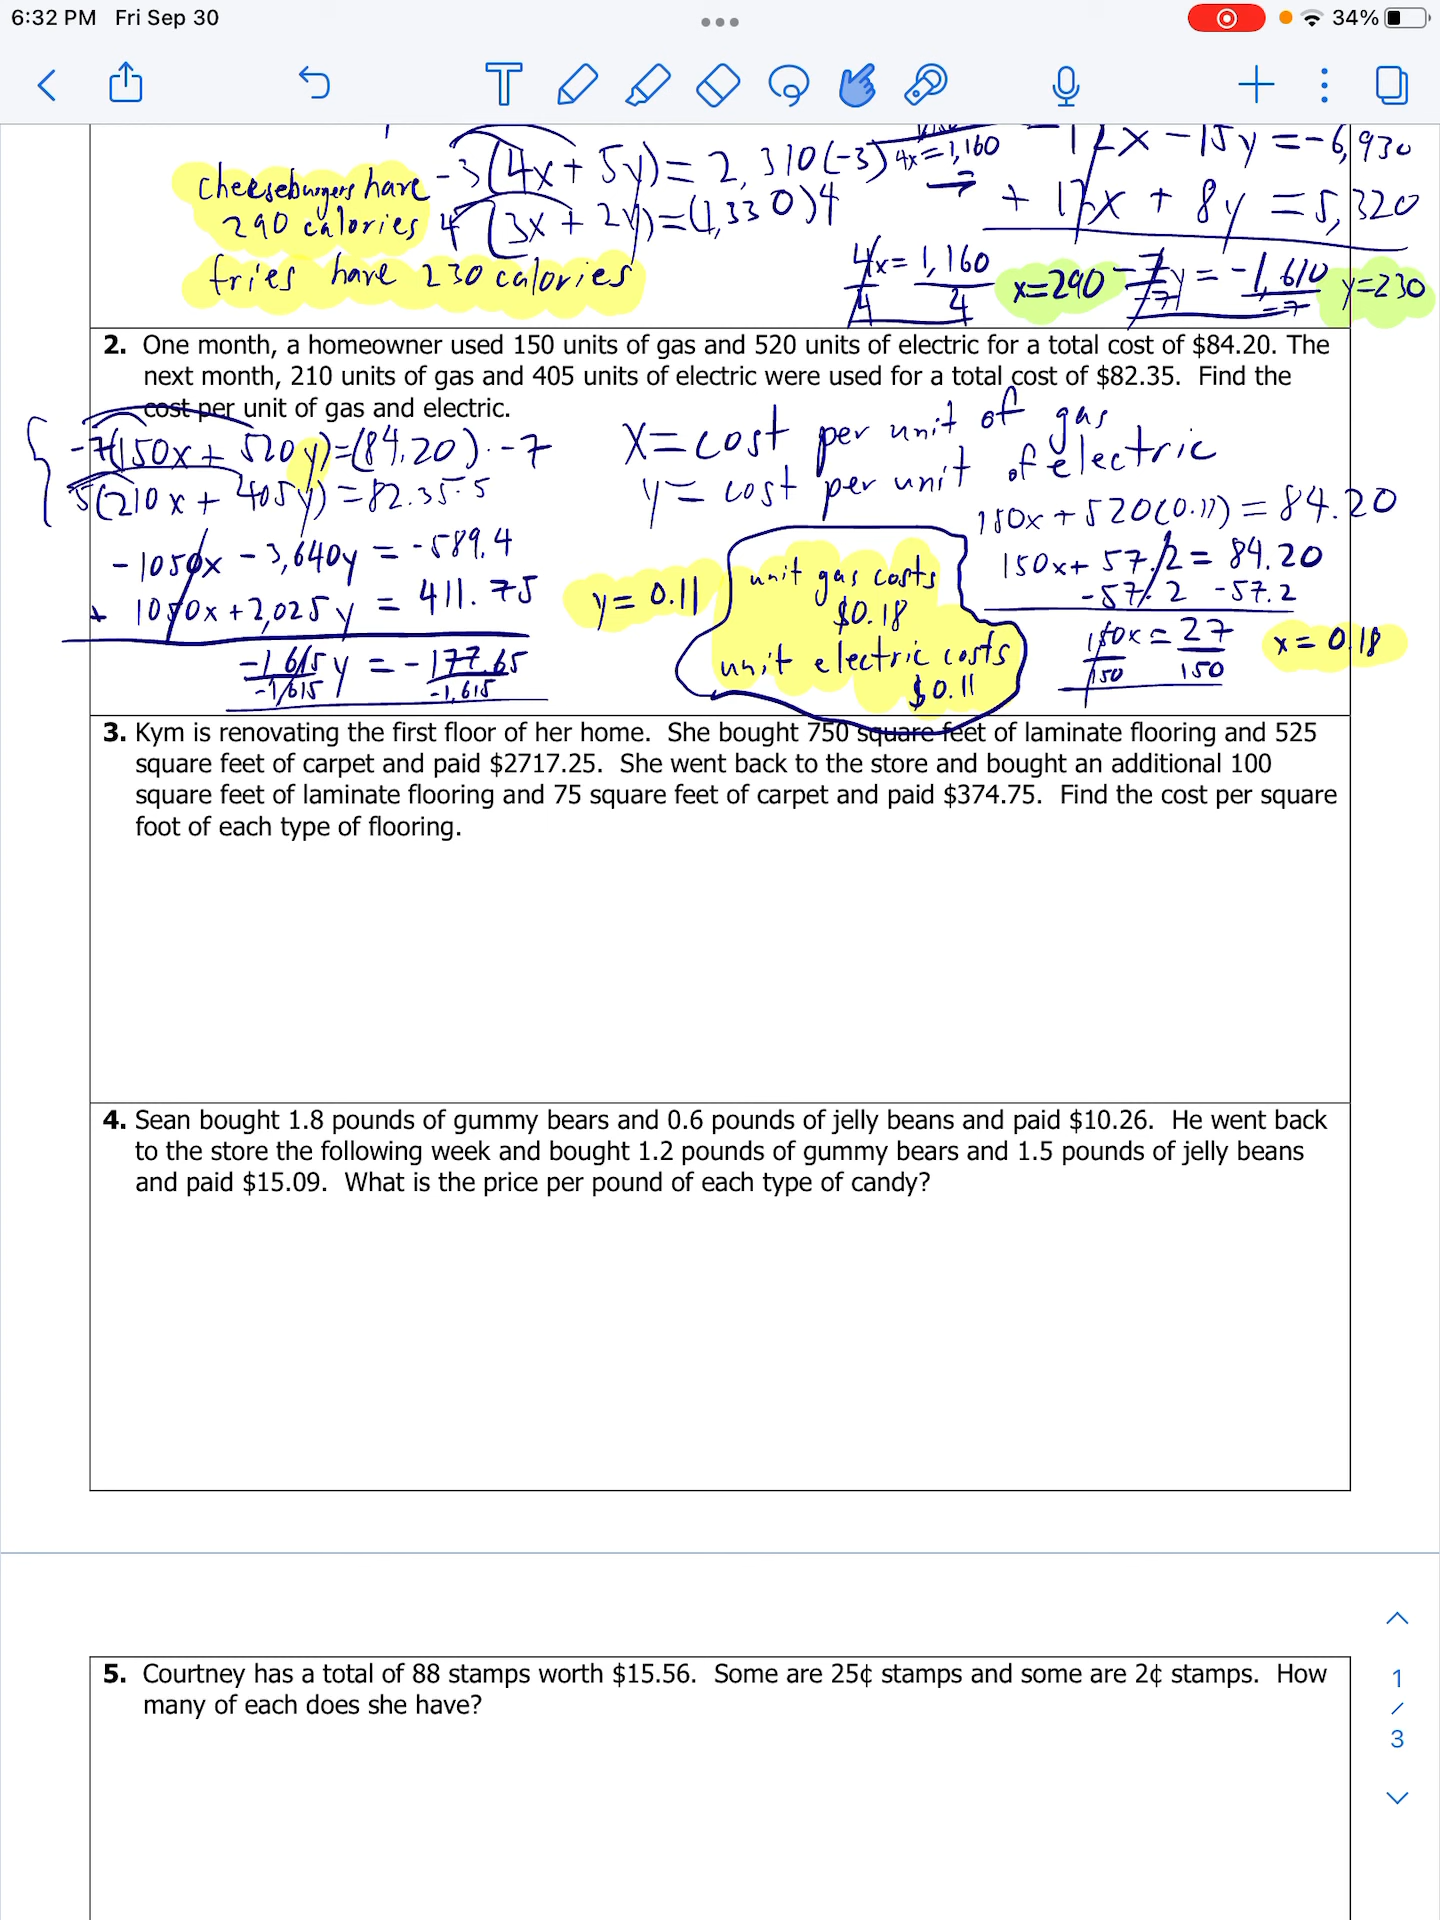 6:32 PM Fri Sep 30
34%
T
-3(4x + 5y) = 2,310(-3) 4x=1,160
-12x -15y = -6,930
cheeseburgers have
290 calories
4(3x + 2y) = (1,330)4
+ 12x + 8y = 5,320
fries have 230 calories
4x = 1,160
4 4
x=290
-7y = -1,610
-7 -7
y=230
2. One month, a homeowner used 150 units of gas and 520 units of electric for a total cost of $84.20. The
next month, 210 units of gas and 405 units of electric were used for a total cost of $82.35. Find the
cost per unit of gas and electric.
-7(150x + 520y)=(84.20).-7
x= cost per unit of gas
5(210x + 405y) = 82.35.5
y= cost per unit of electric
150x + 520(0.11) = 84.20
-1050x - 3,640y = -589.4
150x+ 57.2 = 84.20
-57.2 -57.2
+ 1050x+2,025y = 411.75
y= 0.11
unit gas costs
$0.18
150x = 27
150 150
x = 0.18
-1615y = -177.65
-1615 -1,615
unit electric costs
$0.11
3. Kym is renovating the first floor of her home. She bought 750 square feet of laminate flooring and 525
square feet of carpet and paid $2717.25. She went back to the store and bought an additional 100
square feet of laminate flooring and 75 square feet of carpet and paid $374.75. Find the cost per square
foot of each type of flooring.
4. Sean bought 1.8 pounds of gummy bears and 0.6 pounds of jelly beans and paid $10.26. He went back
to the store the following week and bought 1.2 pounds of gummy bears and 1.5 pounds of jelly beans
and paid $15.09. What is the price per pound of each type of candy?
5. Courtney has a total of 88 stamps worth $15.56. Some are 25¢ stamps and some are 2¢ stamps. How
many of each does she have?
1
/
3